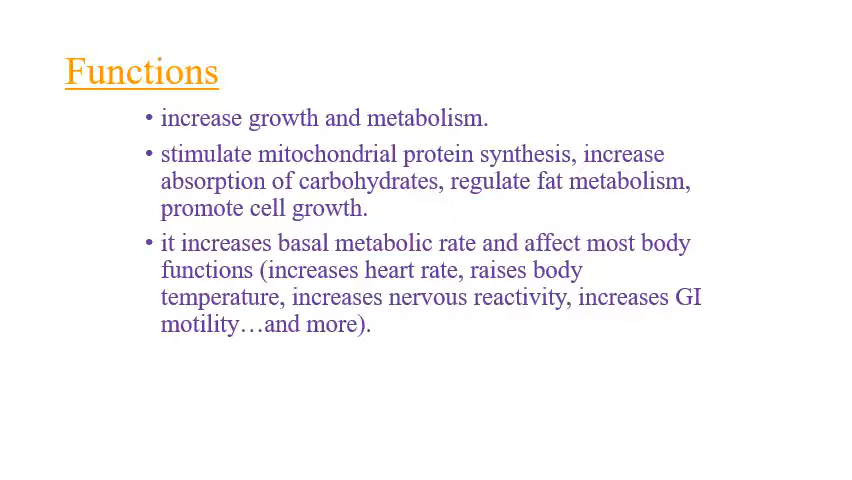 Functions
• increase growth and metabolism.
• stimulate mitochondrial protein synthesis, increase
absorption of carbohydrates, regulate fat metabolism,
promote cell growth.
• it increases basal metabolic rate and affect most body
functions (increases heart rate, raises body
temperature, increases nervous reactivity, increases GI
motility…and more).